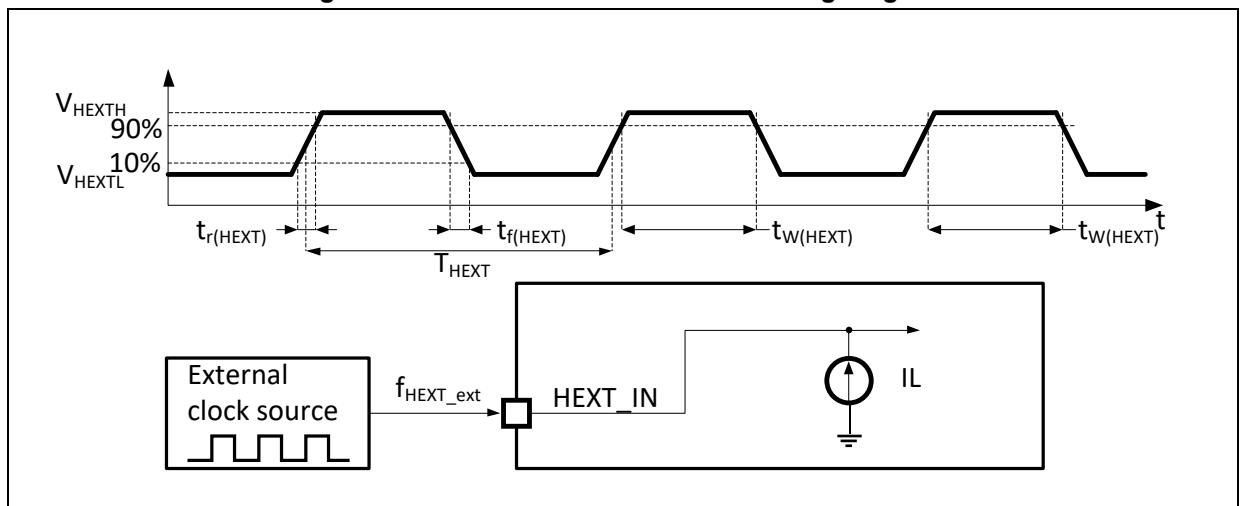 V_HEXTH
90%
10%
V_HEXTL
t
t_r(HEXT)
t_f(HEXT)
t_W(HEXT)
t_W(HEXT)
T_HEXT
External
clock source
f_HEXT_ext
HEXT_IN
IL